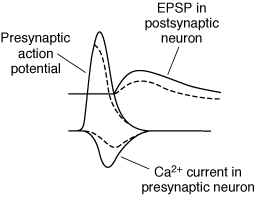 EPSP in
postsynaptic
neuron
Presynaptic
action
potential
Ca²⁺ current in
presynaptic neuron